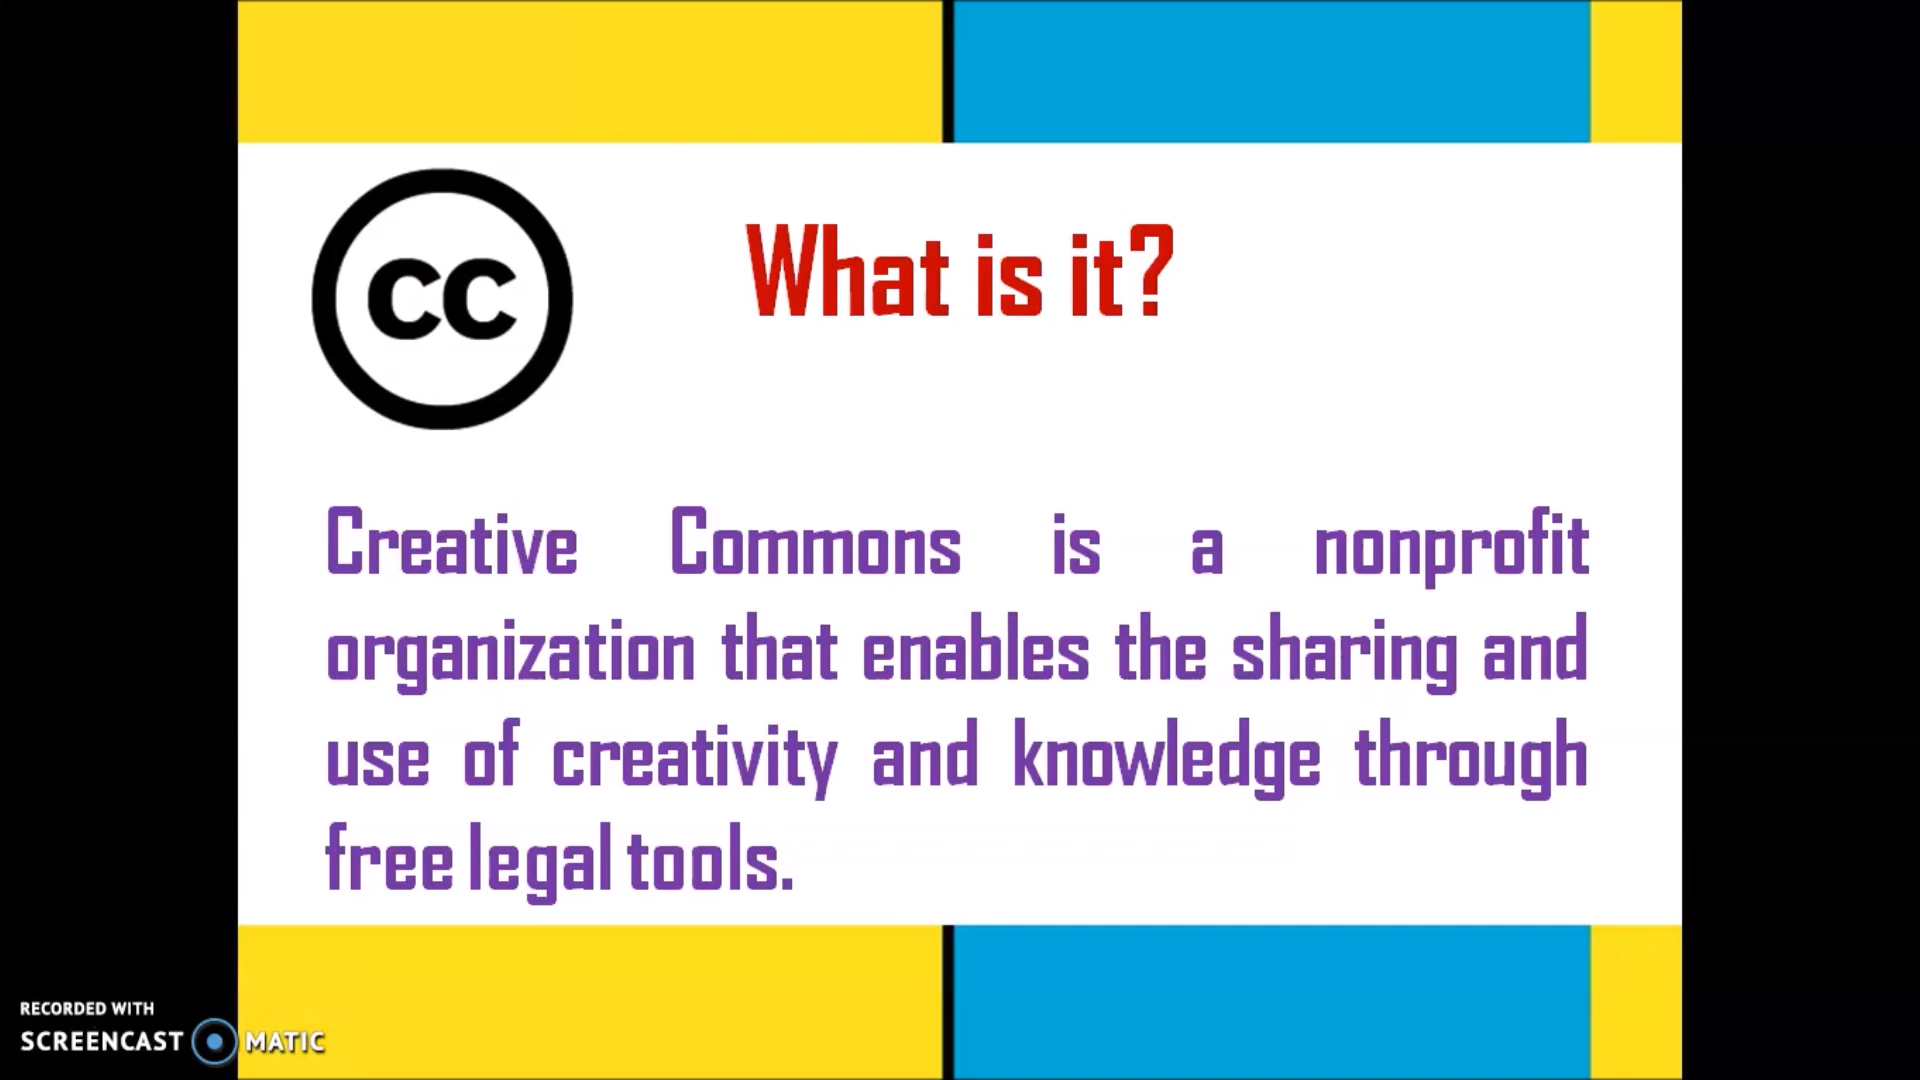 cc
What is it?
Creative Commons is a nonprofit
organization that enables the sharing and
use of creativity and knowledge through
free legal tools.
RECORDED WITH
SCREENCAST MATIC